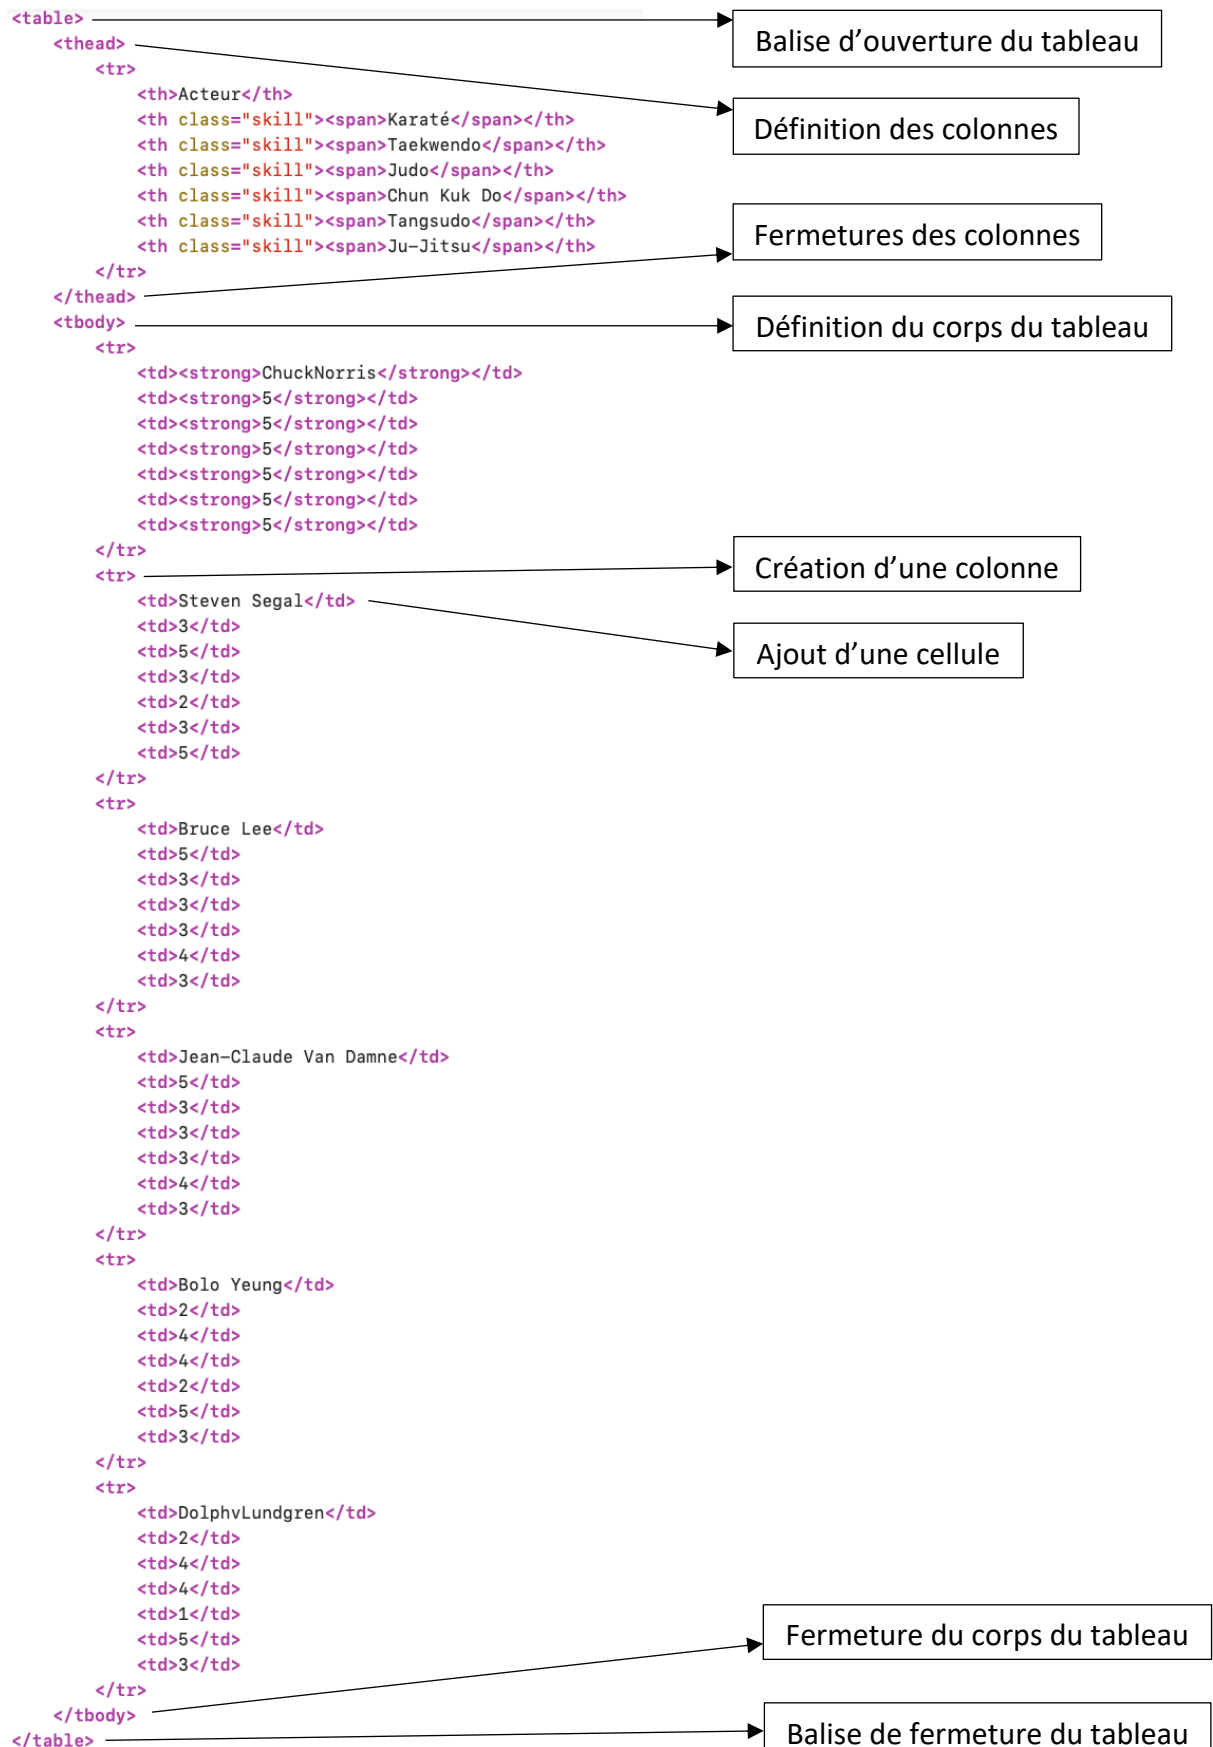 <table>
Balise d’ouverture du tableau
<thead>
<tr>
<th>Acteur</th>
<th class="skill"><span>Karaté</span></th>
Définition des colonnes
<th class="skill"><span>Taekwendo</span></th>
<th class="skill"><span>Judo</span></th>
<th class="skill"><span>Chun Kuk Do</span></th>
<th class="skill"><span>Tangsudo</span></th>
Fermetures des colonnes
<th class="skill"><span>Ju-Jitsu</span></th>
</tr>
</thead>
<tbody>
Définition du corps du tableau
<tr>
<td><strong>ChuckNorris</strong></td>
<td><strong>5</strong></td>
<td><strong>5</strong></td>
<td><strong>5</strong></td>
<td><strong>5</strong></td>
<td><strong>5</strong></td>
<td><strong>5</strong></td>
</tr>
<tr>
Création d’une colonne
<td>Steven Segal</td>
<td>3</td>
<td>5</td>
Ajout d’une cellule
<td>3</td>
<td>2</td>
<td>3</td>
<td>5</td>
</tr>
<tr>
<td>Bruce Lee</td>
<td>5</td>
<td>3</td>
<td>3</td>
<td>3</td>
<td>4</td>
<td>3</td>
</tr>
<tr>
<td>Jean-Claude Van Damne</td>
<td>5</td>
<td>3</td>
<td>3</td>
<td>3</td>
<td>4</td>
<td>3</td>
</tr>
<tr>
<td>Bolo Yeung</td>
<td>2</td>
<td>4</td>
<td>4</td>
<td>2</td>
<td>5</td>
<td>3</td>
</tr>
<tr>
<td>DolphvLundgren</td>
<td>2</td>
<td>4</td>
<td>4</td>
<td>1</td>
<td>5</td>
Fermeture du corps du tableau
<td>3</td>
</tr>
</tbody>
</table>
Balise de fermeture du tableau